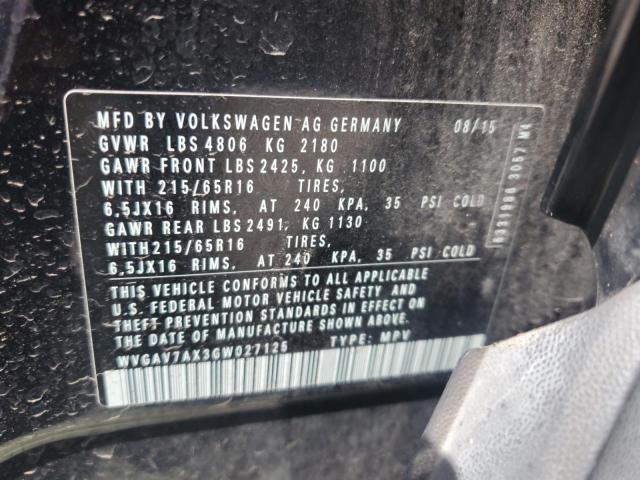 MFD BY VOLKSWAGEN AG GERMANY 08/15
GVWR LBS 4806 KG 2180
GAWR FRONT LBS 2425, KG 1100
WITH 215/65R16 TIRES,
6,5JX16 RIMS, AT 240 KPA, 35 PSI COLD
GAWR REAR LBS 2491, KG 1130
WITH215/65R16 TIRES,
6,5JX16 RIMS, AT 240 KPA, 35 PSI COLD
THIS VEHICLE CONFORMS TO ALL APPLICABLE
U.S. FEDERAL MOTOR VEHICLE SAFETY AND
BUMPER STANDARDS IN EFFECT ON
THE DATE OF MANUFACTURE SHOWN ABOVE.
WVGAV7AX3GW027125 TYPE: MPV
3057 W4